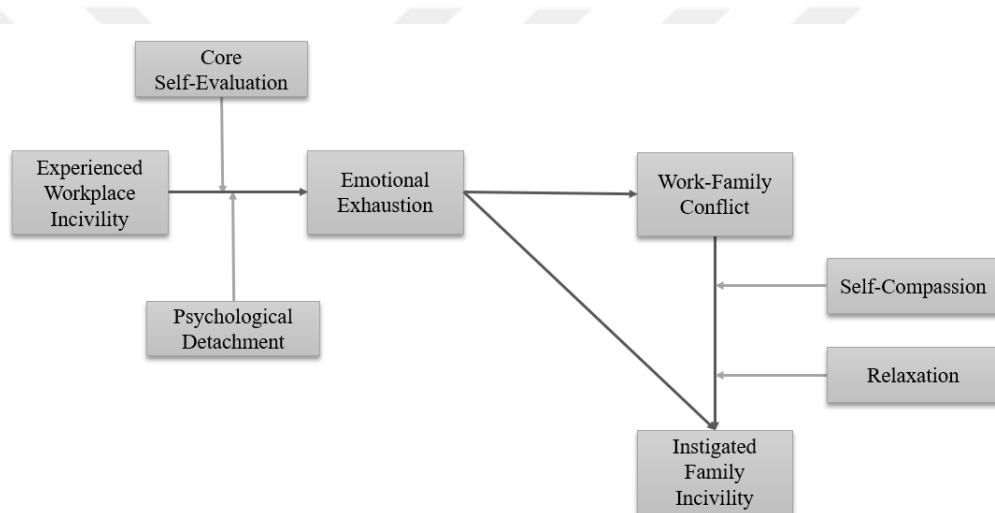 Core
Self-Evaluation
Experienced
Workplace
Incivility
Emotional
Exhaustion
Work-Family
Conflict
Psychological
Detachment
Self-Compassion
Relaxation
Instigated
Family
Incivility